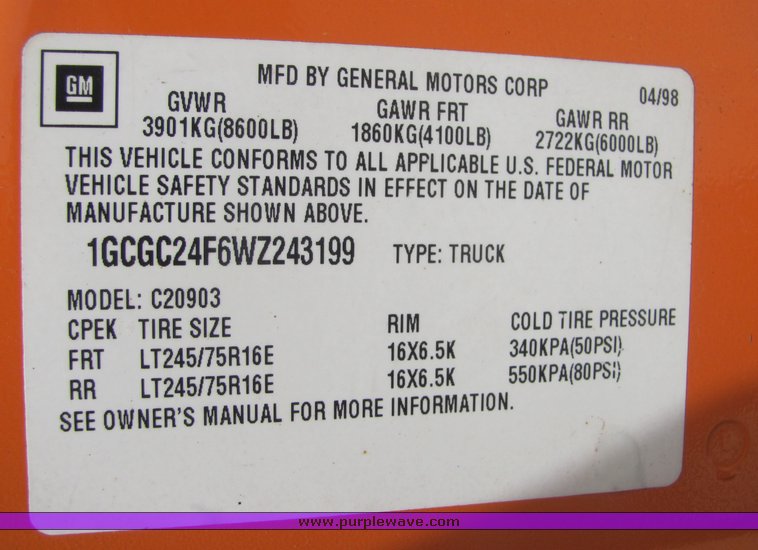 GM
MFD BY GENERAL MOTORS CORP 04/98
GVWR GAWR FRT GAWR RR
3901KG(8600LB) 1860KG(4100LB) 2722KG(6000LB)
THIS VEHICLE CONFORMS TO ALL APPLICABLE U.S. FEDERAL MOTOR
VEHICLE SAFETY STANDARDS IN EFFECT ON THE DATE OF
MANUFACTURE SHOWN ABOVE.
1GCGC24F6WZ243199 TYPE: TRUCK
MODEL: C20903
CPEK TIRE SIZE RIM COLD TIRE PRESSURE
FRT LT245/75R16E 16X6.5K 340KPA(50PSI)
RR LT245/75R16E 16X6.5K 550KPA(80PSI)
SEE OWNER'S MANUAL FOR MORE INFORMATION.
www.purplewave.com